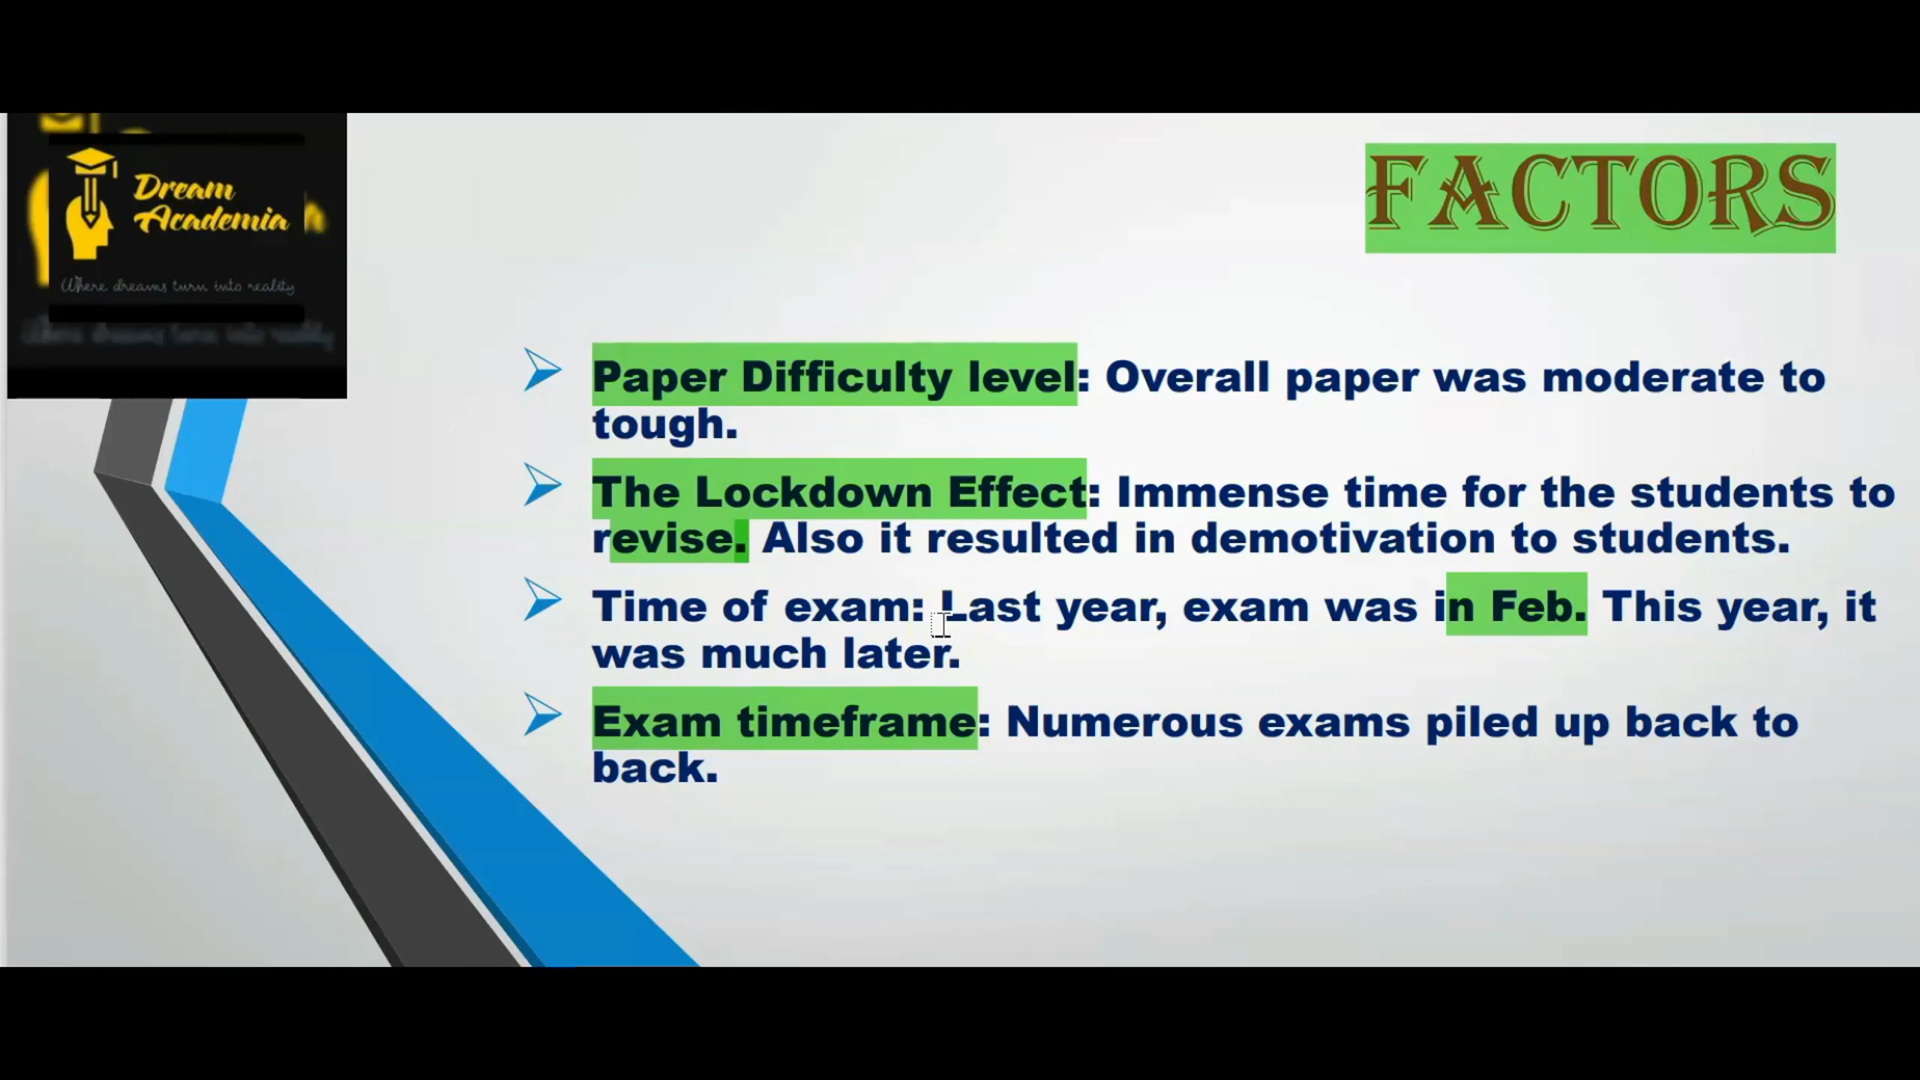 Dream
Academia
Where dreams turn into reality
FACTORS
Paper Difficulty level: Overall paper was moderate to
tough.
The Lockdown Effect: Immense time for the students to
revise. Also it resulted in demotivation to students.
Time of exam: Last year, exam was in Feb. This year, it
was much later.
Exam timeframe: Numerous exams piled up back to
back.